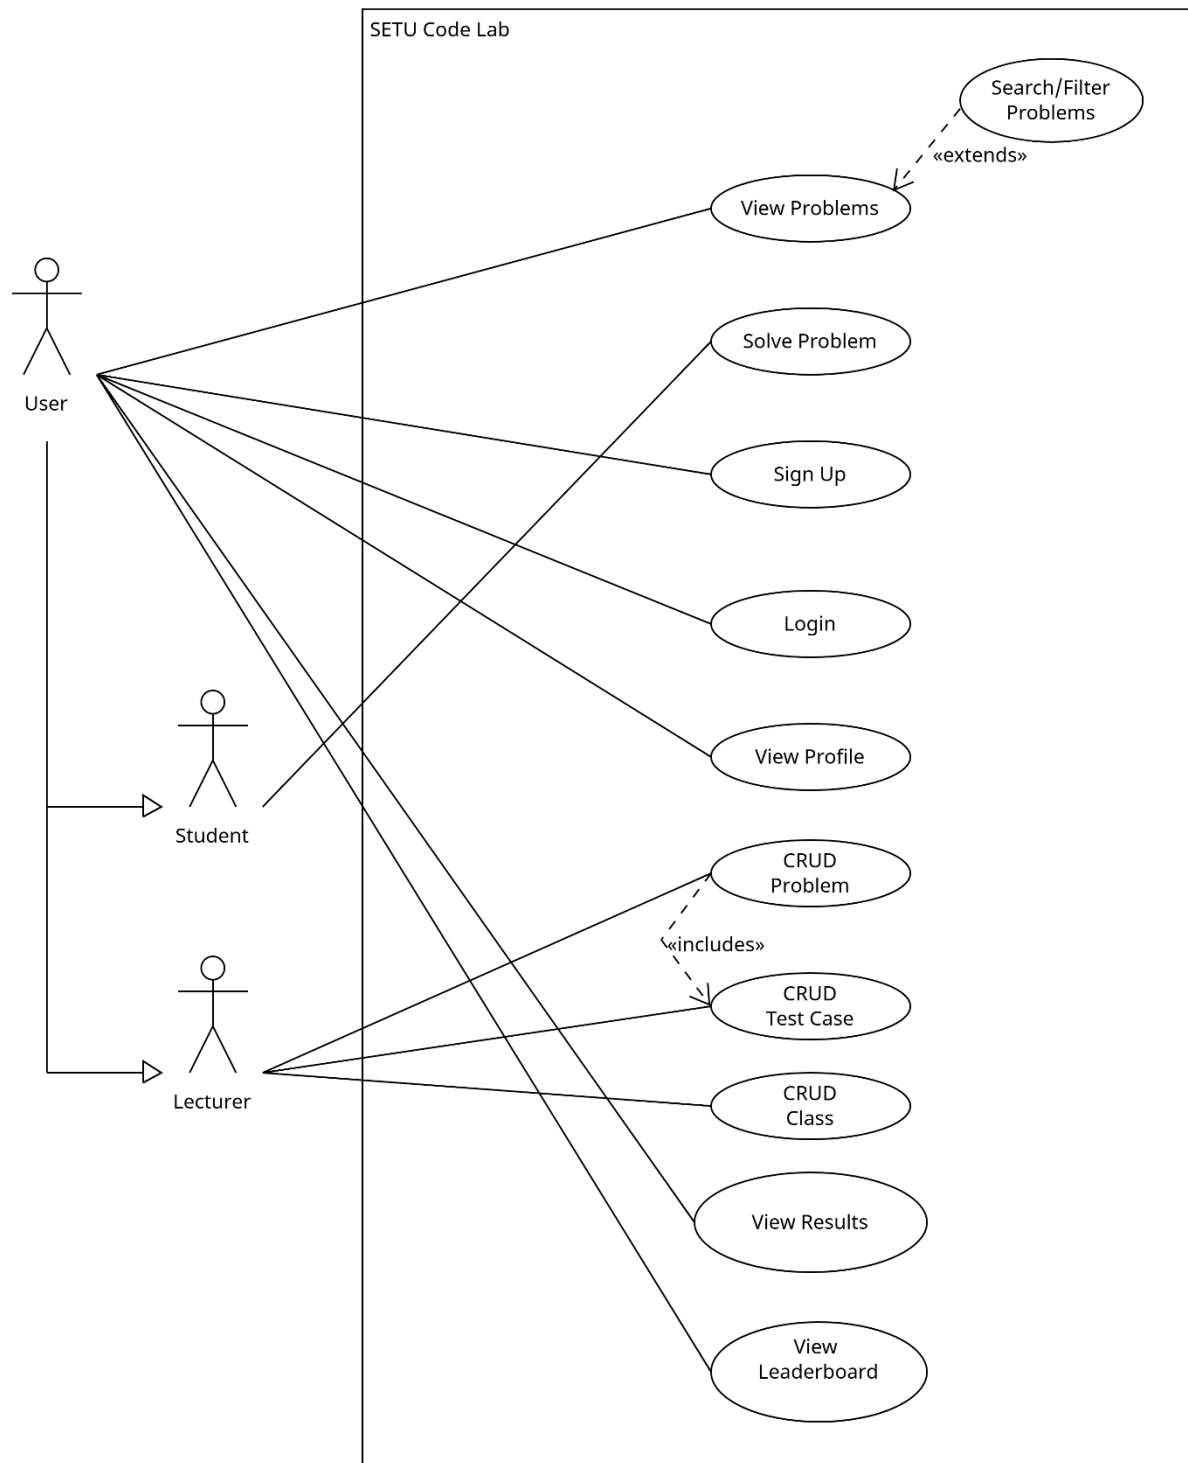 SETU Code Lab
Search/Filter
Problems
«extends»
View Problems
Solve Problem
User
Sign Up
Login
View Profile
Student
CRUD
Problem
«includes»
CRUD
Test Case
Lecturer
CRUD
Class
View Results
View
Leaderboard